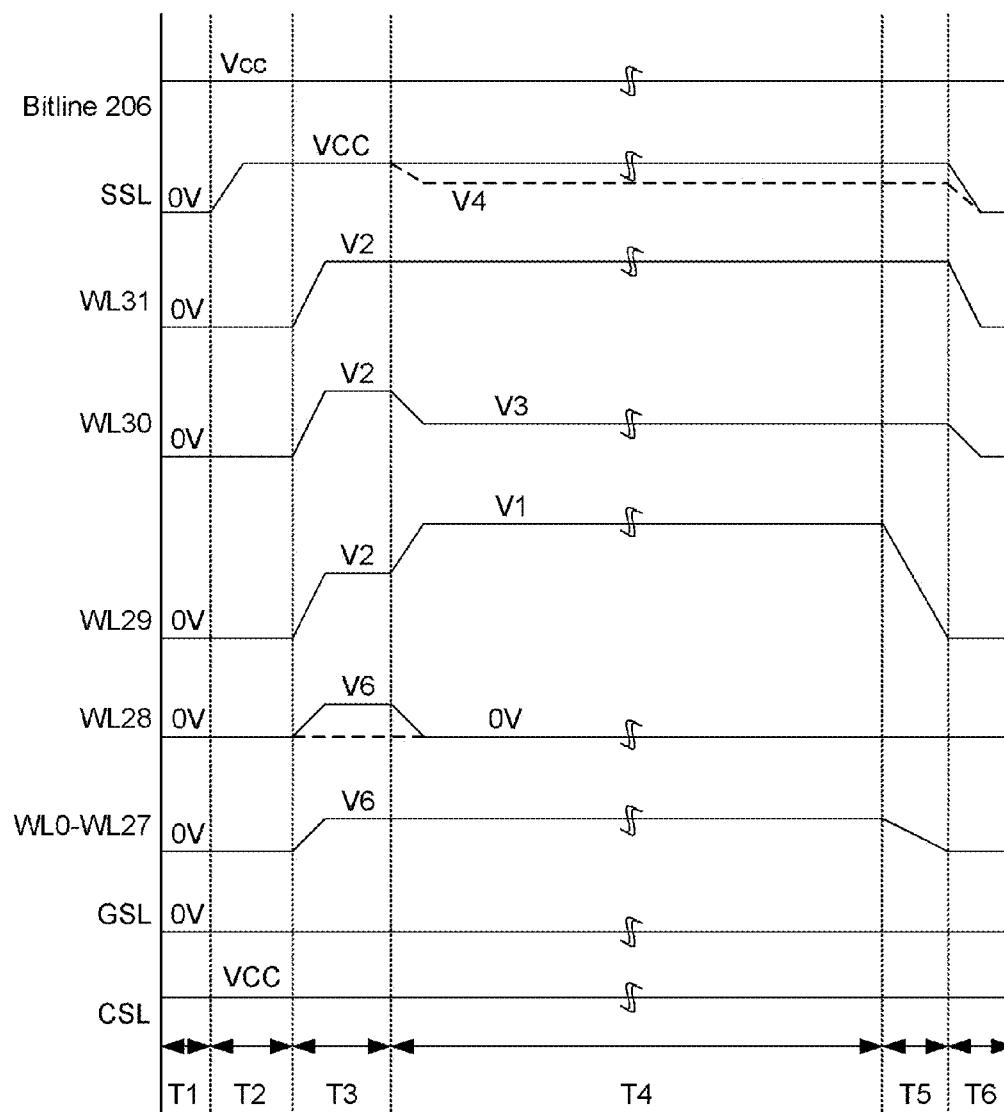 Vcc
Bitline 206
VCC
SSL 0V
V4
V2
WL31 0V
V2
V3
WL30 0V
V1
V2
WL29 0V
V6
WL28 0V 0V
V6
WL0-WL27 0V
GSL 0V
VCC
CSL
T1 T2 T3 T4 T5 T6